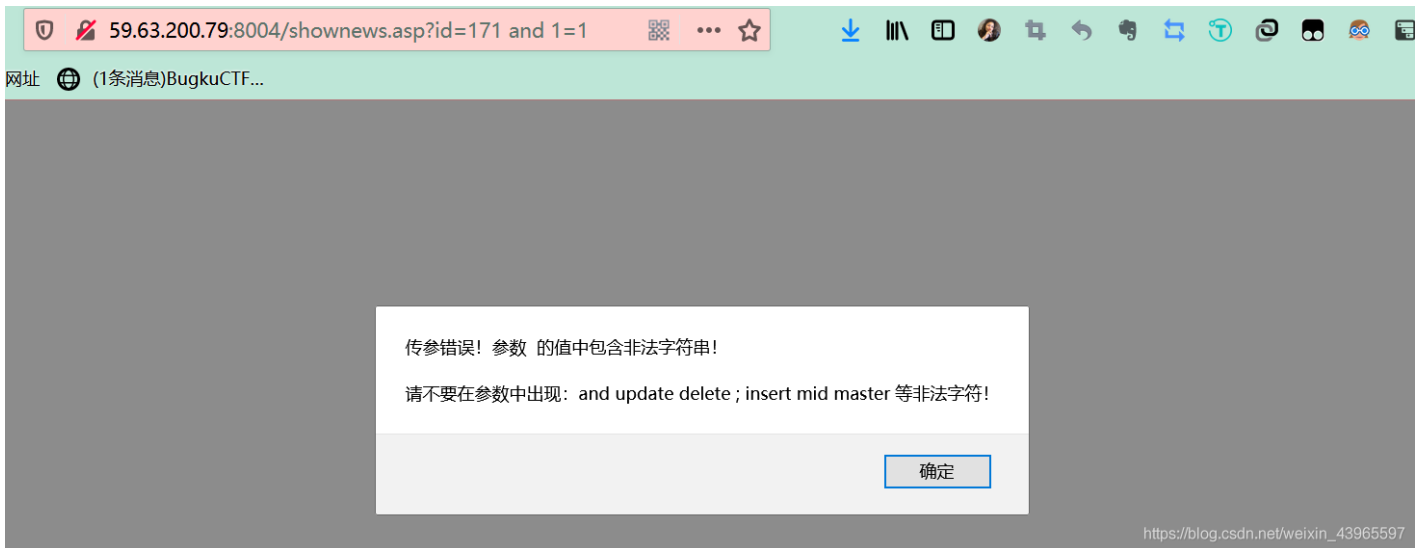 59.63.200.79:8004/shownews.asp?id=171 and 1=1
网址 (1条消息)BugkuCTF...
传参错误！参数 的值中包含非法字符串！
请不要在参数中出现：and update delete ; insert mid master 等非法字符！
确定
https://blog.csdn.net/weixin_43965597